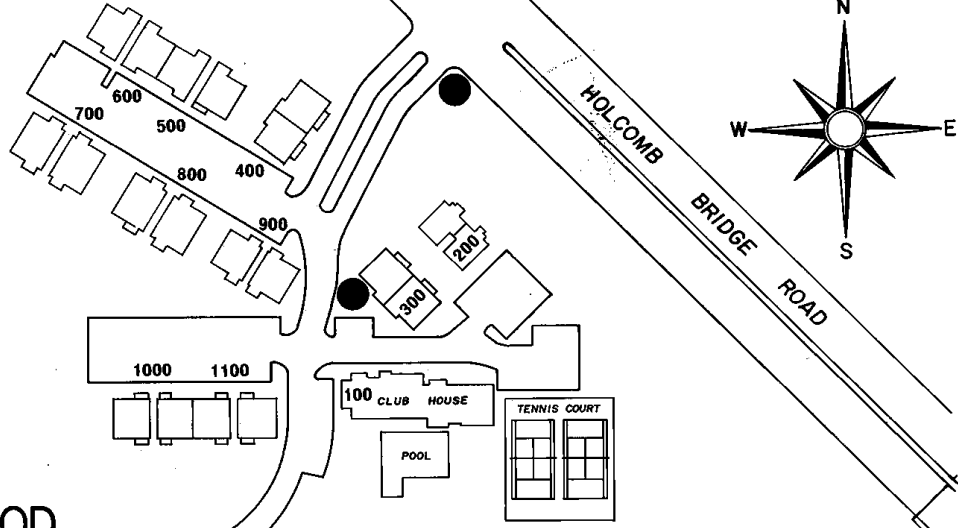 N
W E
S
HOLCOMB BRIDGE ROAD
600
700
500
400
800
900
200
300
1000 1100
100 CLUB HOUSE
TENNIS COURT
POOL
OD